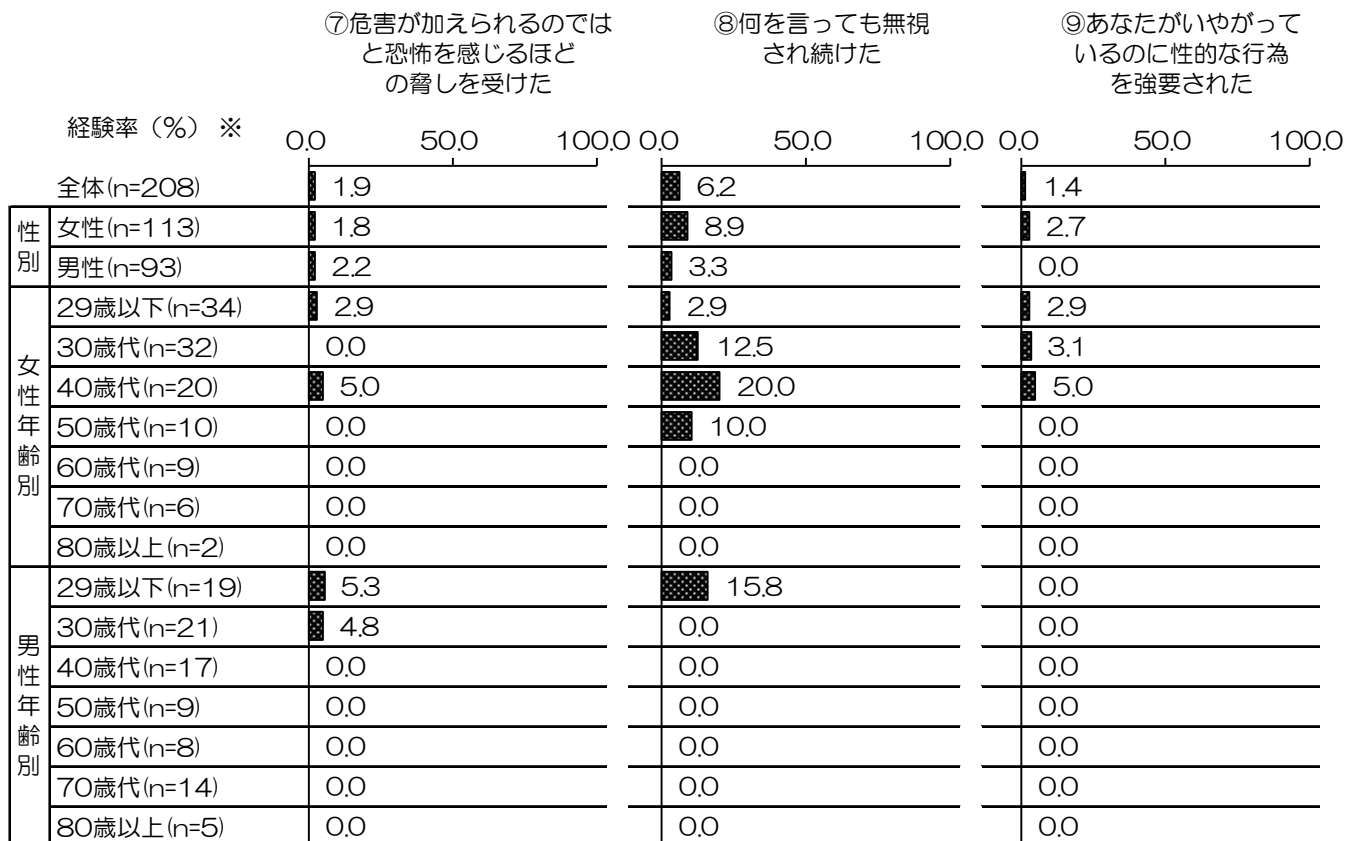 ⑦危害が加えられるのでは
と恐怖を感じるほど
の脅しを受けた
⑧何を言っても無視
され続けた
⑨あなたがいやがって
いるのに性的な行為
を強要された
経験率（%） ※
0.0 50.0 100.0 0.0 50.0 100.0 0.0 50.0 100.0
全体(n=208) 1.9 6.2 1.4
性別
女性(n=113) 1.8 8.9 2.7
男性(n=93) 2.2 3.3 0.0
女性年齢別
29歳以下(n=34) 2.9 2.9 2.9
30歳代(n=32) 0.0 12.5 3.1
40歳代(n=20) 5.0 20.0 5.0
50歳代(n=10) 0.0 10.0 0.0
60歳代(n=9) 0.0 0.0 0.0
70歳代(n=6) 0.0 0.0 0.0
80歳以上(n=2) 0.0 0.0 0.0
男性年齢別
29歳以下(n=19) 5.3 15.8 0.0
30歳代(n=21) 4.8 0.0 0.0
40歳代(n=17) 0.0 0.0 0.0
50歳代(n=9) 0.0 0.0 0.0
60歳代(n=8) 0.0 0.0 0.0
70歳代(n=14) 0.0 0.0 0.0
80歳以上(n=5) 0.0 0.0 0.0